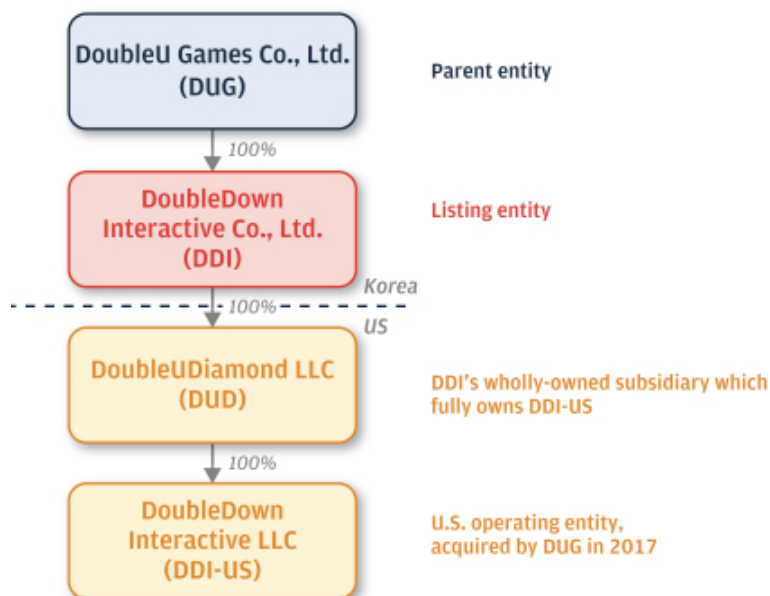 DoubleU Games Co., Ltd.
(DUG)
Parent entity
100%
DoubleDown
Interactive Co., Ltd.
(DDI)
Listing entity
Korea
100%
US
DoubleUDiamond LLC
(DUD)
DDI's wholly-owned subsidiary which
fully owns DDI-US
100%
DoubleDown
Interactive LLC
(DDI-US)
U.S. operating entity,
acquired by DUG in 2017